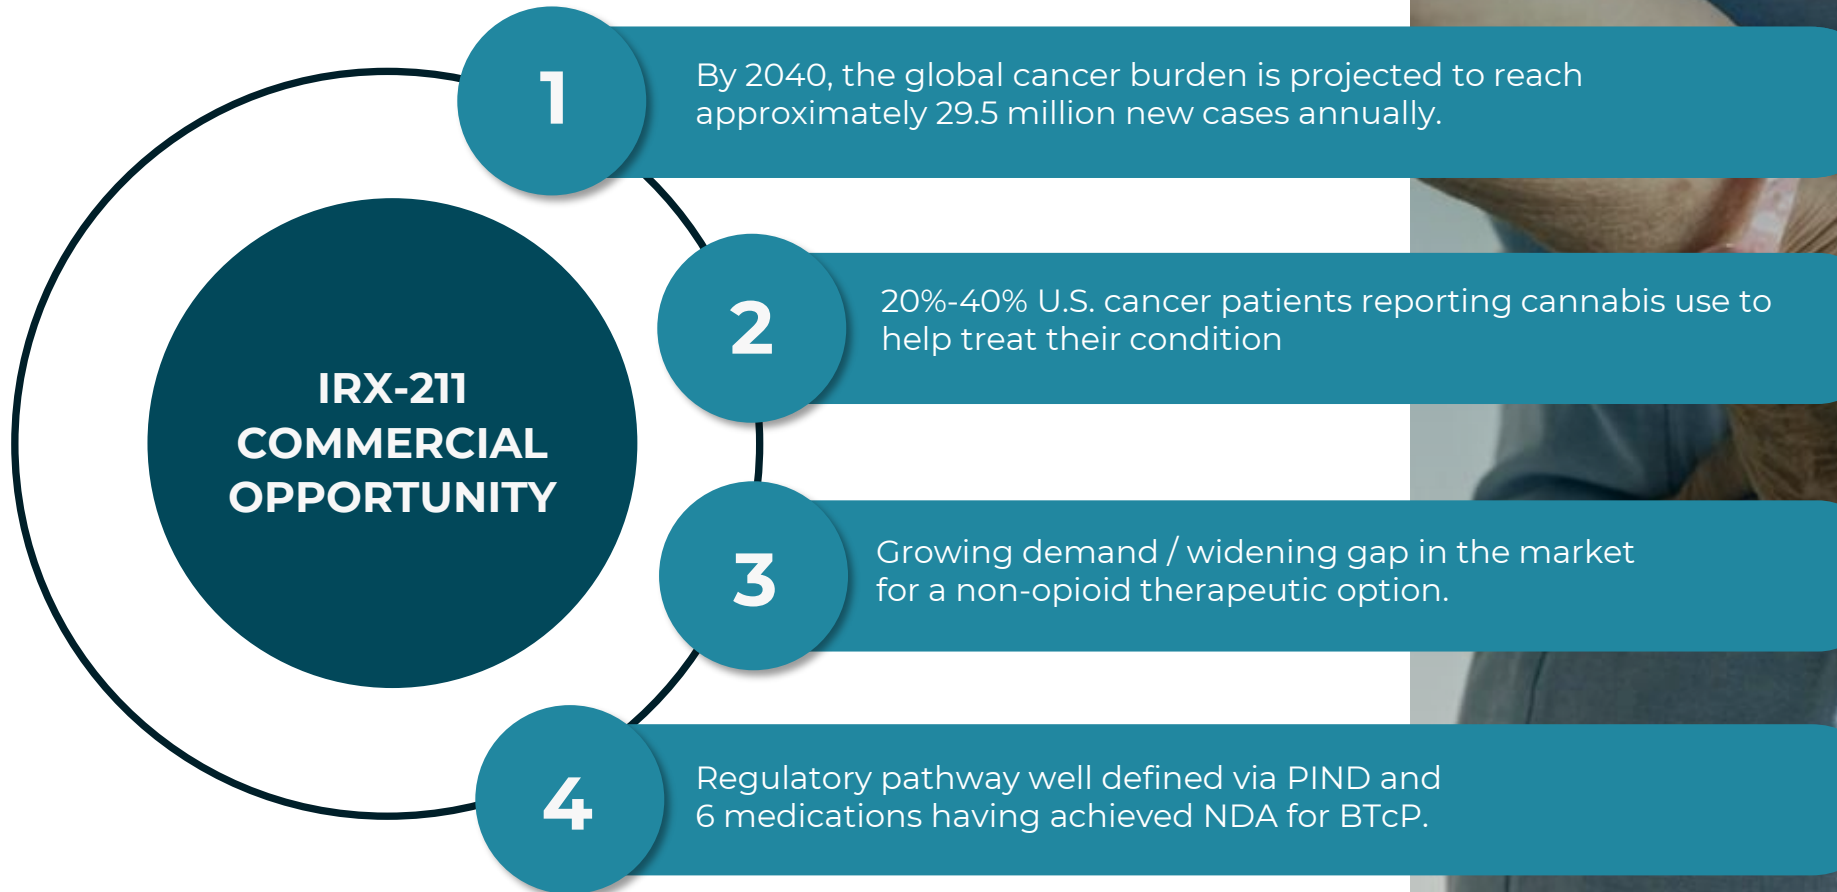 1
By 2040, the global cancer burden is projected to reach
approximately 29.5 million new cases annually.
2
20%-40% U.S. cancer patients reporting cannabis use to
help treat their condition
IRX-211
COMMERCIAL
OPPORTUNITY
3
Growing demand / widening gap in the market
for a non-opioid therapeutic option.
4
Regulatory pathway well defined via PIND and
6 medications having achieved NDA for BTcP.